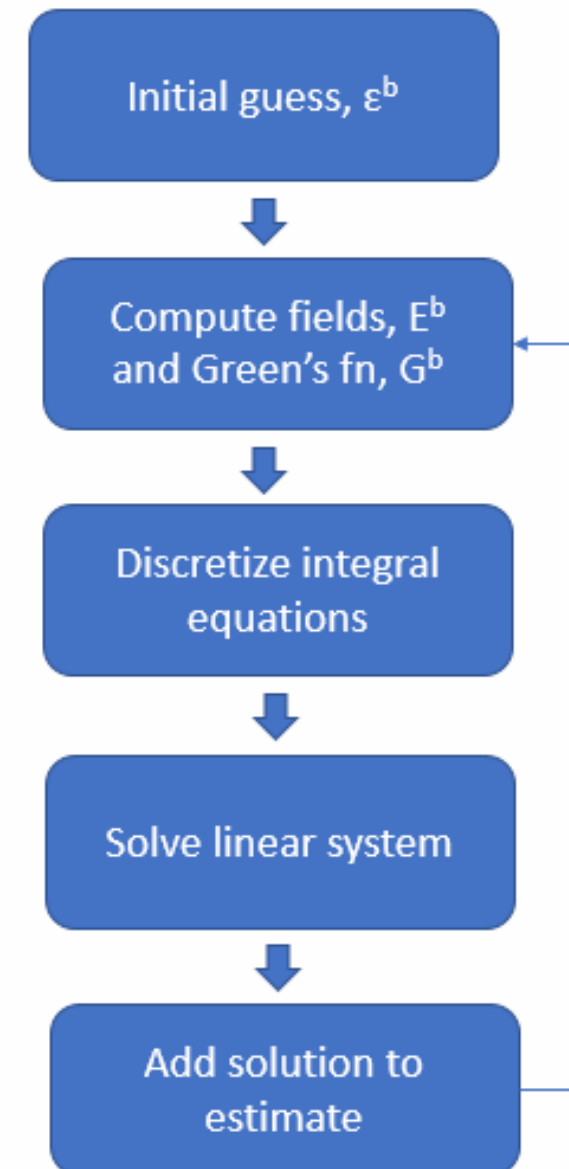 Initial guess, εᵇ
Compute fields, Eᵇ
and Green's fn, Gᵇ
Discretize integral
equations
Solve linear system
Add solution to
estimate